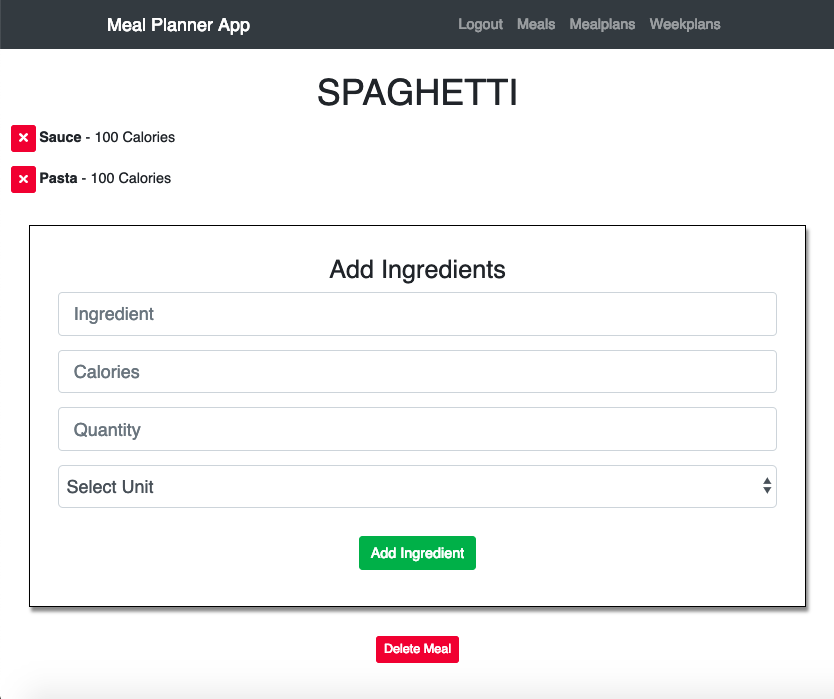 Meal Planner App Logout Meals Mealplans Weekplans
SPAGHETTI
× Sauce - 100 Calories
× Pasta - 100 Calories
Add Ingredients
Ingredient
Calories
Quantity
Select Unit
Add Ingredient
Delete Meal